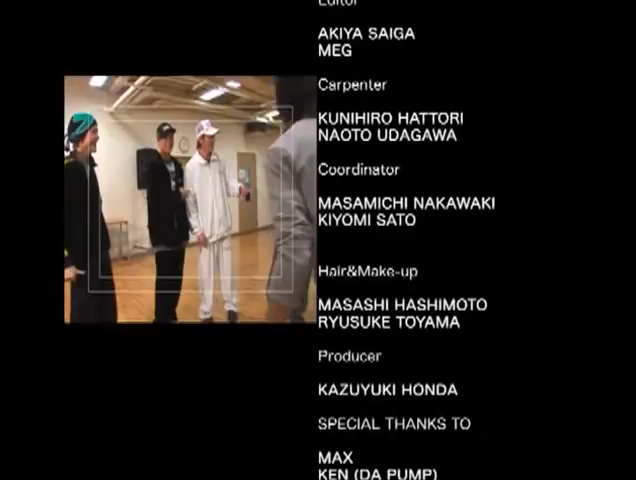 Editor
AKIYA SAIGA
MEG
Carpenter
KUNIHIRO HATTORI
NAOTO UDAGAWA
Coordinator
MASAMICHI NAKAWAKI
KIYOMI SATO
Hair&Make-up
MASASHI HASHIMOTO
RYUSUKE TOYAMA
Producer
KAZUYUKI HONDA
SPECIAL THANKS TO
MAX
KEN (DA PUMP)